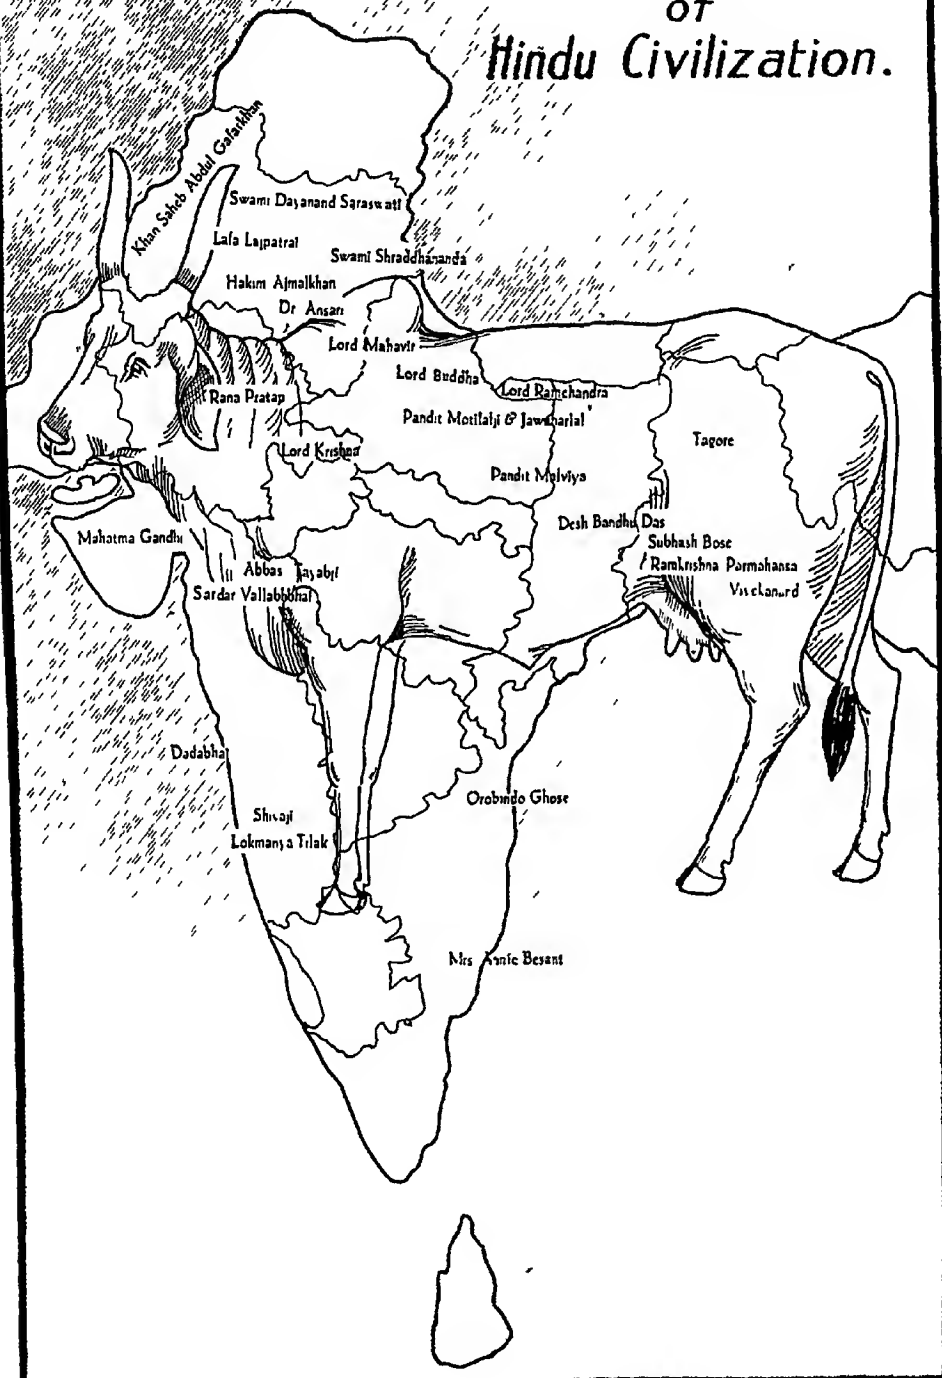 of
Hindu Civilization.
Khan Saheb Abdul Gafarkhan
Swami Dayanand Saraswati
Lala Lajpatrai
Swami Shraddhananda
Hakim Ajmalkhan
Dr Ansari
Lord Mahavir
Lord Buddha
Rana Pratap
Lord Ramchandra
Pandit Motilalji & Jawaharlal
Tagore
Lord Krishna
Pandit Malviya
Desh Bandhu Das
Mahatma Gandhi
Subhash Bose
Ramkrishna Parmahansa
Abbas Tayabji
Vivekanand
Sardar Vallabhbhai
Dadabhai
Orobindo Ghose
Shivaji
Lokmanya Tilak
Mrs Annie Besant